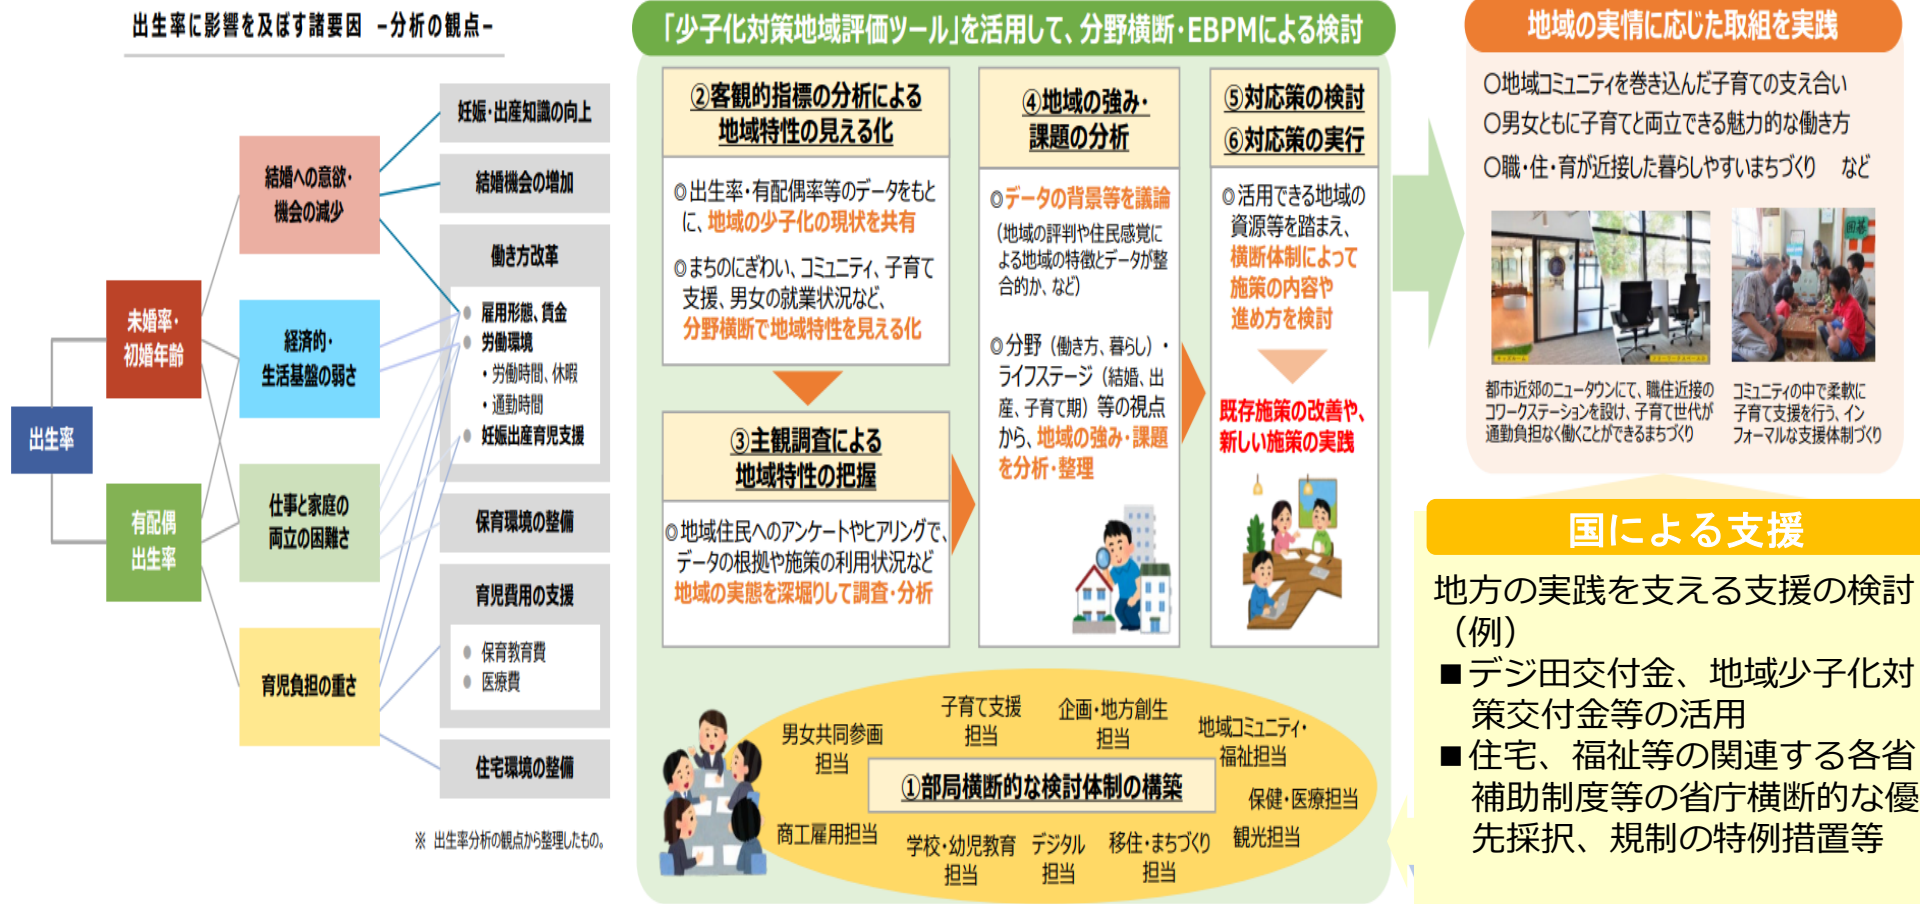 出生率に影響を及ぼす諸要因 －分析の観点－
出生率
未婚率・
初婚年齢
有配偶
出生率
結婚への意欲・
機会の減少
経済的・
生活基盤の弱さ
仕事と家庭の
両立の困難さ
育児負担の重さ
妊娠・出産知識の向上
結婚機会の増加
働き方改革
● 雇用形態、賃金
● 労働環境
・労働時間、休暇
・通勤時間
● 妊娠出産育児支援
保育環境の整備
育児費用の支援
● 保育教育費
● 医療費
住宅環境の整備
※ 出生率分析の観点から整理したもの。
「少子化対策地域評価ツール」を活用して、分野横断・EBPMによる検討
②客観的指標の分析による
地域特性の見える化
◎出生率・有配偶率等のデータをもと
に、地域の少子化の現状を共有
◎まちのにぎわい、コミュニティ、子育て
支援、男女の就業状況など、
分野横断で地域特性を見える化
③主観調査による
地域特性の把握
◎地域住民へのアンケートやヒアリングで、
データの根拠や施策の利用状況など
地域の実態を深堀りして調査・分析
④地域の強み・
課題の分析
◎データの背景等を議論
（地域の評判や住民感覚に
よる地域の特徴とデータが整
合的か、など）
◎分野（働き方、暮らし）・
ライフステージ（結婚、出
産、子育て期）等の視点
から、地域の強み・課題
を分析・整理
⑤対応策の検討
⑥対応策の実行
◎活用できる地域の
資源等を踏まえ、
横断体制によって
施策の内容や
進め方を検討
既存施策の改善や、
新しい施策の実践
男女共同参画
担当
子育て支援
担当
企画・地方創生
担当
地域コミュニティ・
福祉担当
①部局横断的な検討体制の構築
保健・医療担当
商工雇用担当
学校・幼児教育
担当
デジタル
担当
移住・まちづくり
担当
観光担当
地域の実情に応じた取組を実践
○地域コミュニティを巻き込んだ子育ての支え合い
○男女ともに子育てと両立できる魅力的な働き方
○職・住・育が近接した暮らしやすいまちづくり など
都市近郊のニュータウンにて、職住近接の
コワークステーションを設け、子育て世代が
通勤負担なく働くことができるまちづくり
コミュニティの中で柔軟に
子育て支援を行う、イン
フォーマルな支援体制づくり
国による支援
地方の実践を支える支援の検討
（例）
■デジ田交付金、地域少子化対
策交付金等の活用
■住宅、福祉等の関連する各省
補助制度等の省庁横断的な優
先採択、規制の特例措置等